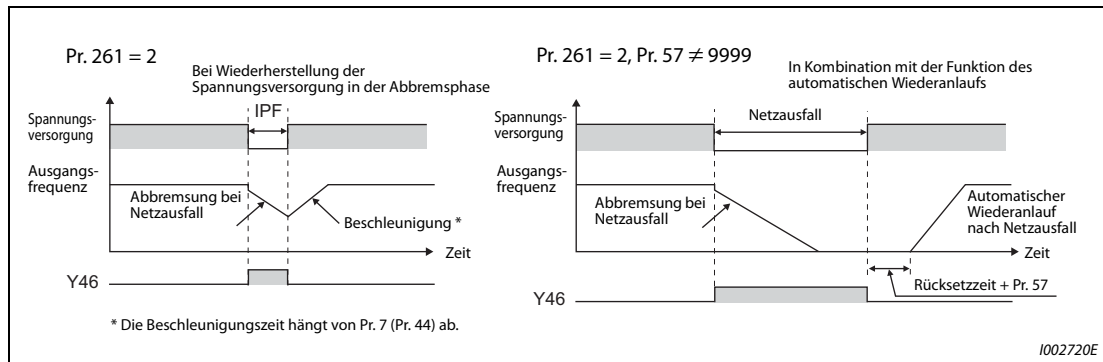 Pr. 261 = 2
Bei Wiederherstellung der
Spannungsversorgung in der Abbremsphase
Spannungs-
versorgung
IPF
Ausgangs-
frequenz
Abbremsung bei
Netzausfall
Beschleunigung *
Zeit
Y46
* Die Beschleunigungszeit hängt von Pr. 7 (Pr. 44) ab.
Pr. 261 = 2, Pr. 57 ≠ 9999
In Kombination mit der Funktion des
automatischen Wiederanlaufs
Spannungs-
versorgung
Netzausfall
Ausgangs-
frequenz
Abbremsung bei
Netzausfall
Automatischer
Wiederanlauf
nach Netzausfall
Zeit
Y46
Rücksetzzeit + Pr. 57
I002720E